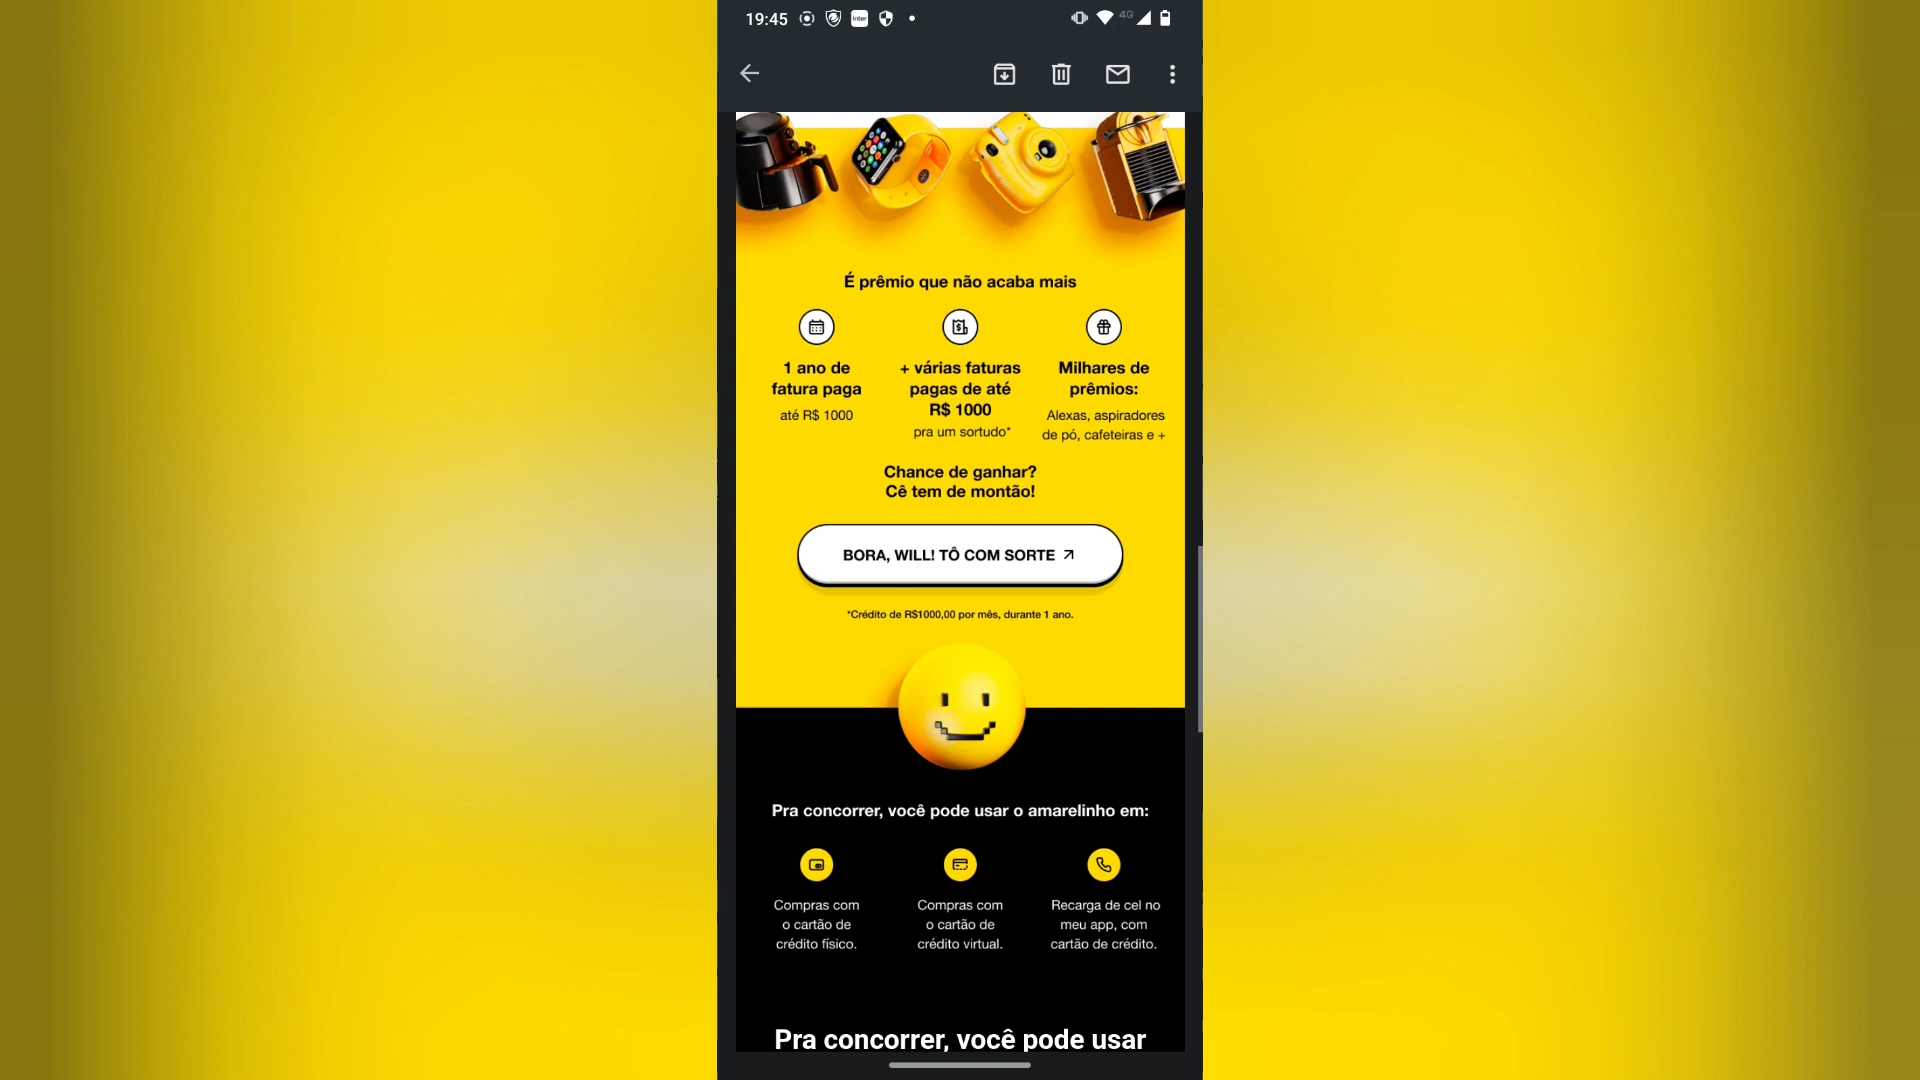 19:45
inter
4G
É prêmio que não acaba mais
1 ano de
fatura paga
até R$ 1000
+ várias faturas
pagas de até
R$ 1000
pra um sortudo*
Milhares de
prêmios:
Alexas, aspiradores
de pó, cafeteiras e +
Chance de ganhar?
Cê tem de montão!
BORA, WILL! TÔ COM SORTE
*Crédito de R$1000,00 por mês, durante 1 ano.
Pra concorrer, você pode usar o amarelinho em:
Compras com
o cartão de
crédito físico.
Compras com
o cartão de
crédito virtual.
Recarga de cel no
meu app, com
cartão de crédito.
Pra concorrer, você pode usar